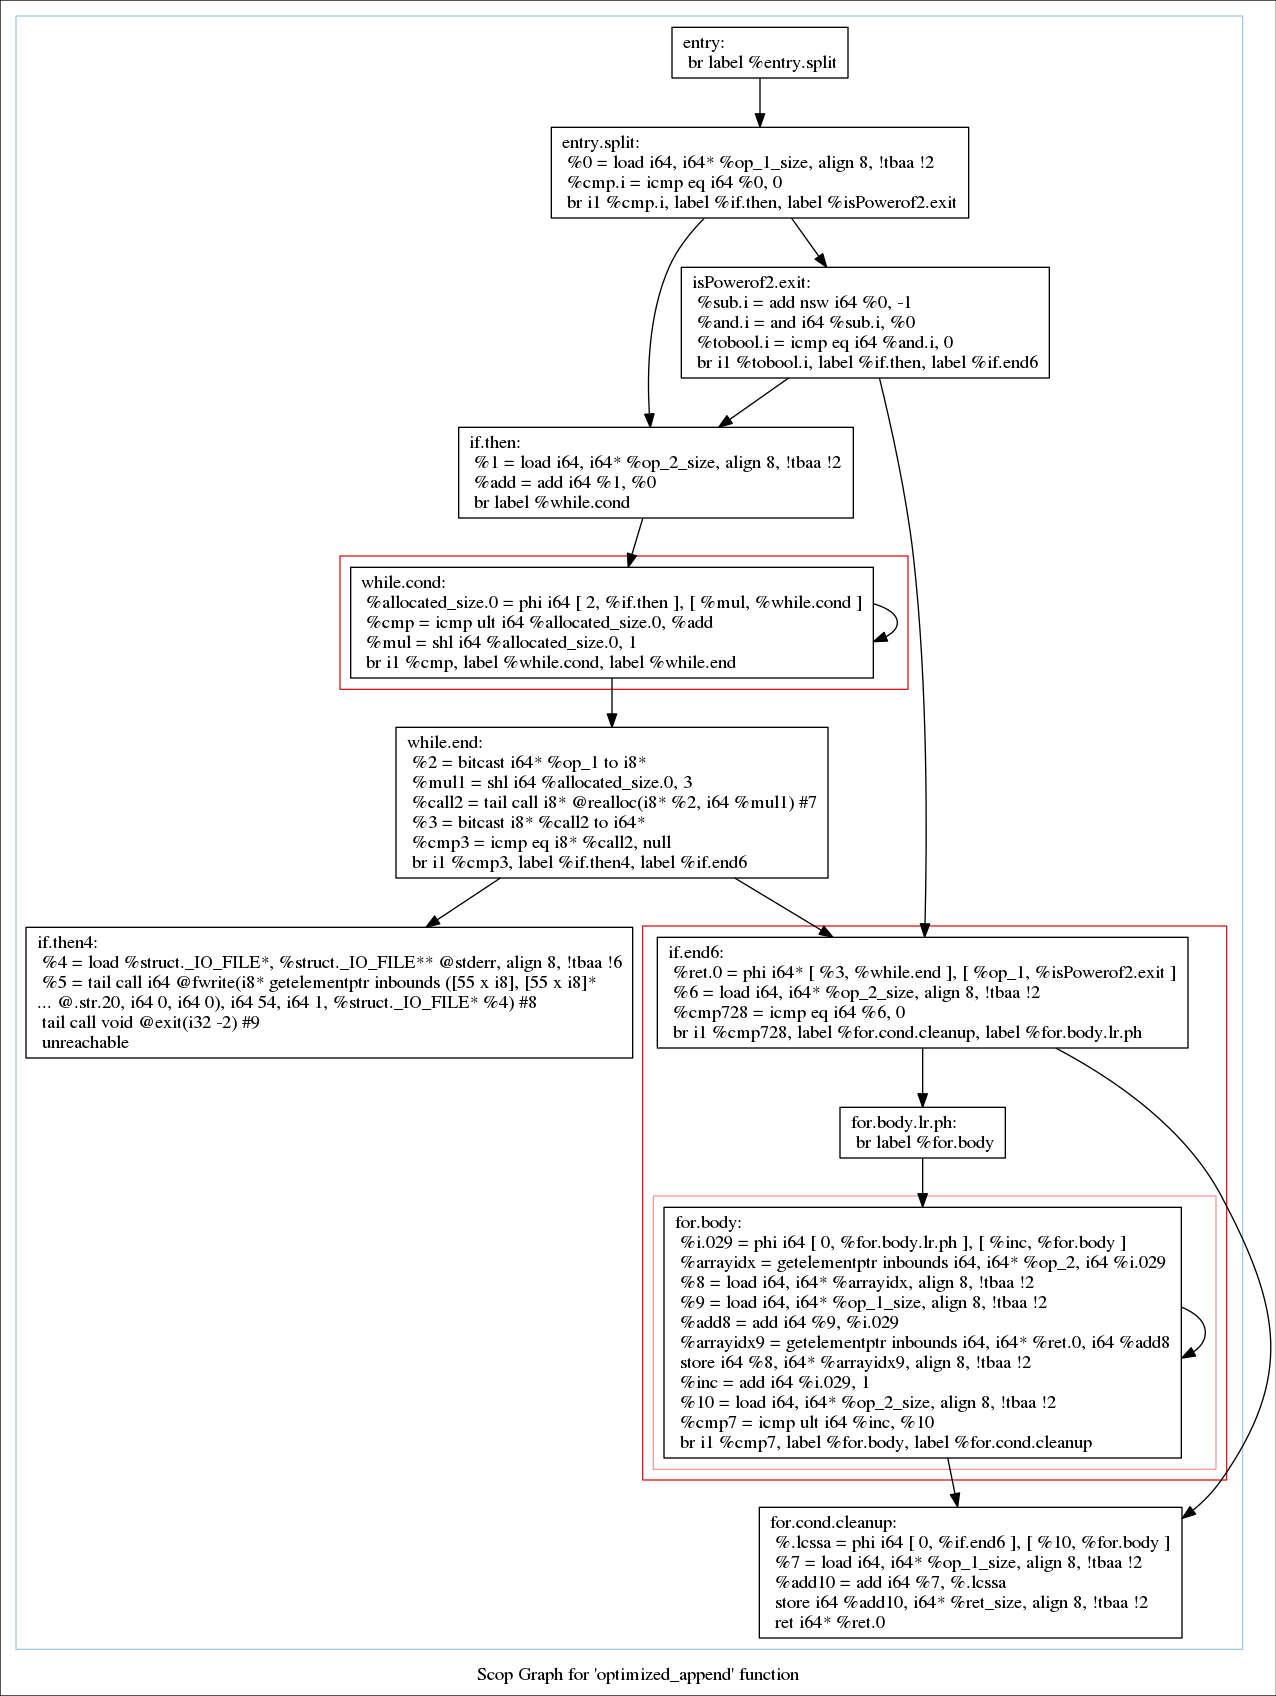 entry:
br label %entry.split
entry.split:
%0 = load i64, i64* %op_1_size, align 8, !tbaa !2
%cmp.i = icmp eq i64 %0, 0
br i1 %cmp.i, label %if.then, label %isPowerof2.exit
isPowerof2.exit:
%sub.i = add nsw i64 %0, -1
%and.i = and i64 %sub.i, %0
%tobool.i = icmp eq i64 %and.i, 0
br i1 %tobool.i, label %if.then, label %if.end6
if.then:
%1 = load i64, i64* %op_2_size, align 8, !tbaa !2
%add = add i64 %1, %0
br label %while.cond
while.cond:
%allocated_size.0 = phi i64 [ 2, %if.then ], [ %mul, %while.cond ]
%cmp = icmp ult i64 %allocated_size.0, %add
%mul = shl i64 %allocated_size.0, 1
br i1 %cmp, label %while.cond, label %while.end
while.end:
%2 = bitcast i64* %op_1 to i8*
%mul1 = shl i64 %allocated_size.0, 3
%call2 = tail call i8* @realloc(i8* %2, i64 %mul1) #7
%3 = bitcast i8* %call2 to i64*
%cmp3 = icmp eq i8* %call2, null
br i1 %cmp3, label %if.then4, label %if.end6
if.then4:
%4 = load %struct._IO_FILE*, %struct._IO_FILE** @stderr, align 8, !tbaa !6
%5 = tail call i64 @fwrite(i8* getelementptr inbounds ([55 x i8], [55 x i8]*
... @.str.20, i64 0, i64 0), i64 54, i64 1, %struct._IO_FILE* %4) #8
tail call void @exit(i32 -2) #9
unreachable
if.end6:
%ret.0 = phi i64* [ %3, %while.end ], [ %op_1, %isPowerof2.exit ]
%6 = load i64, i64* %op_2_size, align 8, !tbaa !2
%cmp728 = icmp eq i64 %6, 0
br i1 %cmp728, label %for.cond.cleanup, label %for.body.lr.ph
for.body.lr.ph:
br label %for.body
for.body:
%i.029 = phi i64 [ 0, %for.body.lr.ph ], [ %inc, %for.body ]
%arrayidx = getelementptr inbounds i64, i64* %op_2, i64 %i.029
%8 = load i64, i64* %arrayidx, align 8, !tbaa !2
%9 = load i64, i64* %op_1_size, align 8, !tbaa !2
%add8 = add i64 %9, %i.029
%arrayidx9 = getelementptr inbounds i64, i64* %ret.0, i64 %add8
store i64 %8, i64* %arrayidx9, align 8, !tbaa !2
%inc = add i64 %i.029, 1
%10 = load i64, i64* %op_2_size, align 8, !tbaa !2
%cmp7 = icmp ult i64 %inc, %10
br i1 %cmp7, label %for.body, label %for.cond.cleanup
for.cond.cleanup:
%.lcssa = phi i64 [ 0, %if.end6 ], [ %10, %for.body ]
%7 = load i64, i64* %op_1_size, align 8, !tbaa !2
%add10 = add i64 %7, %.lcssa
store i64 %add10, i64* %ret_size, align 8, !tbaa !2
ret i64* %ret.0
Scop Graph for 'optimized_append' function